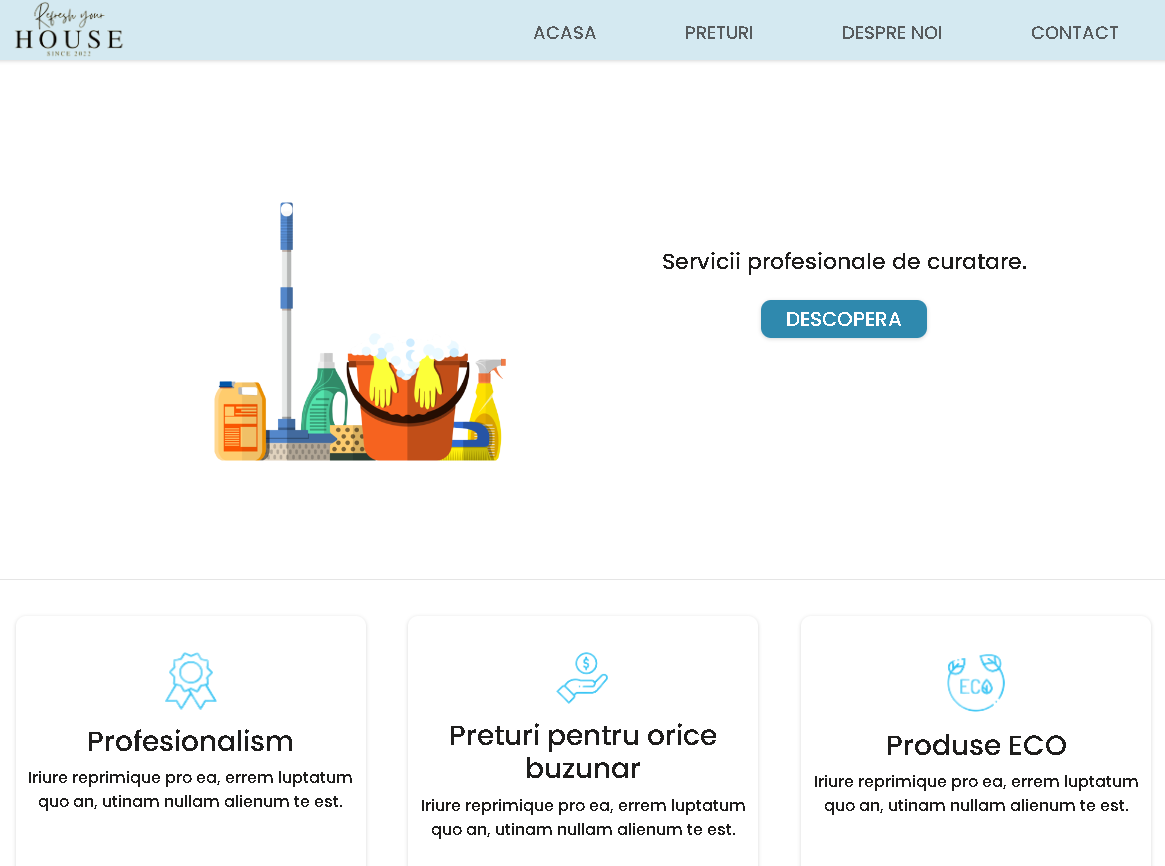 Refresh your
HOUSE
SINCE 2022
ACASA PRETURI DESPRE NOI CONTACT
Servicii profesionale de curatare.
DESCOPERA
Profesionalism
Iriure reprimique pro ea, errem luptatum
quo an, utinam nullam alienum te est.
$
Preturi pentru orice
buzunar
Iriure reprimique pro ea, errem luptatum
quo an, utinam nullam alienum te est.
ECO
Produse ECO
Iriure reprimique pro ea, errem luptatum
quo an, utinam nullam alienum te est.